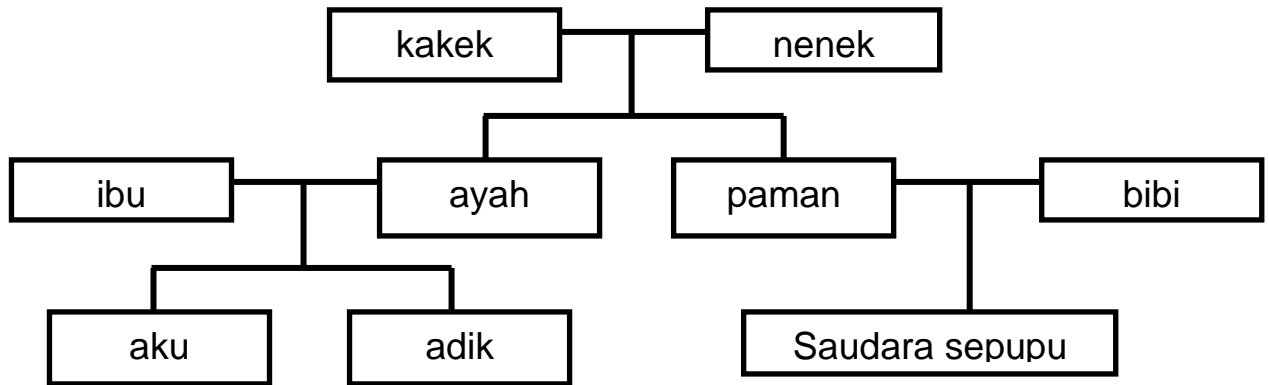 kakek
nenek
ibu
ayah
paman
bibi
aku
adik
Saudara sepupu